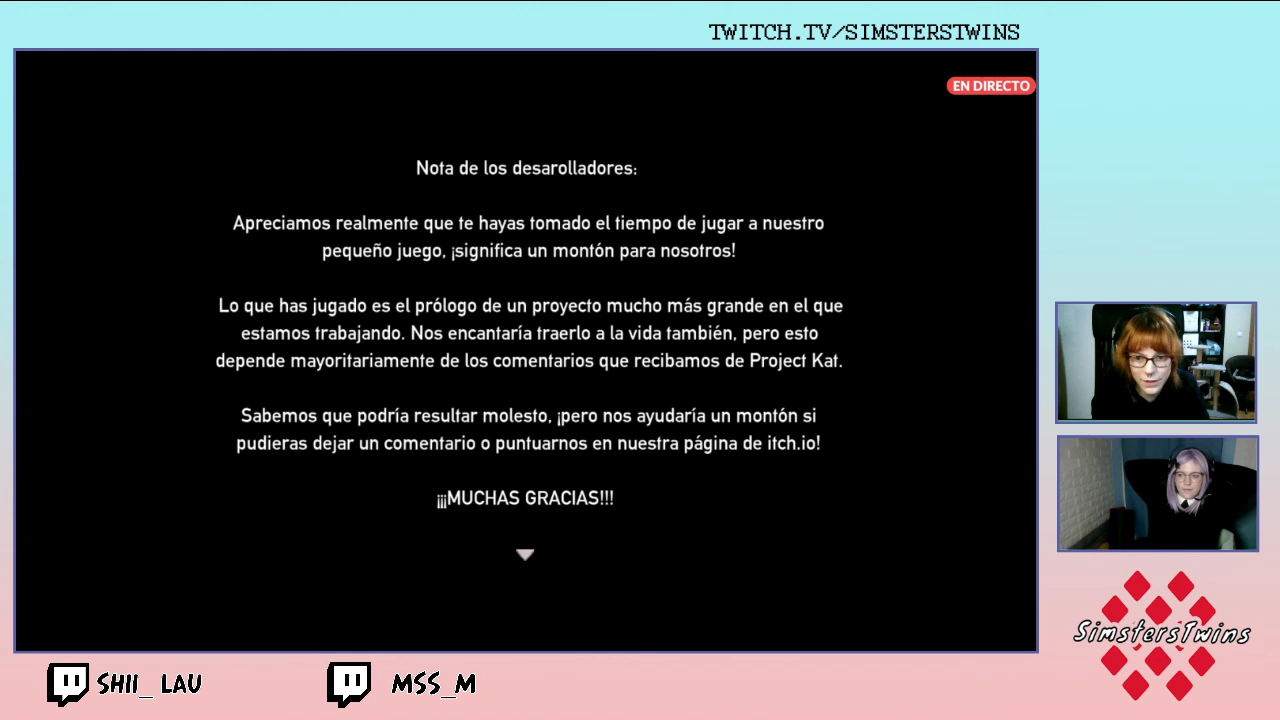 TWITCH.TV/SIMSTERSTWINS
EN DIRECTO
Nota de los desarolladores:
Apreciamos realmente que te hayas tomado el tiempo de jugar a nuestro
pequeño juego, ¡significa un montón para nosotros!
Lo que has jugado es el prólogo de un proyecto mucho más grande en el que
estamos trabajando. Nos encantaría traerlo a la vida también, pero esto
depende mayoritariamente de los comentarios que recibamos de Project Kat.
Sabemos que podría resultar molesto, ¡pero nos ayudaría un montón si
pudieras dejar un comentario o puntuarnos en nuestra página de itch.io!
¡¡¡MUCHAS GRACIAS!!!
SimstersTwins
SHII_ LAU
MSS_M